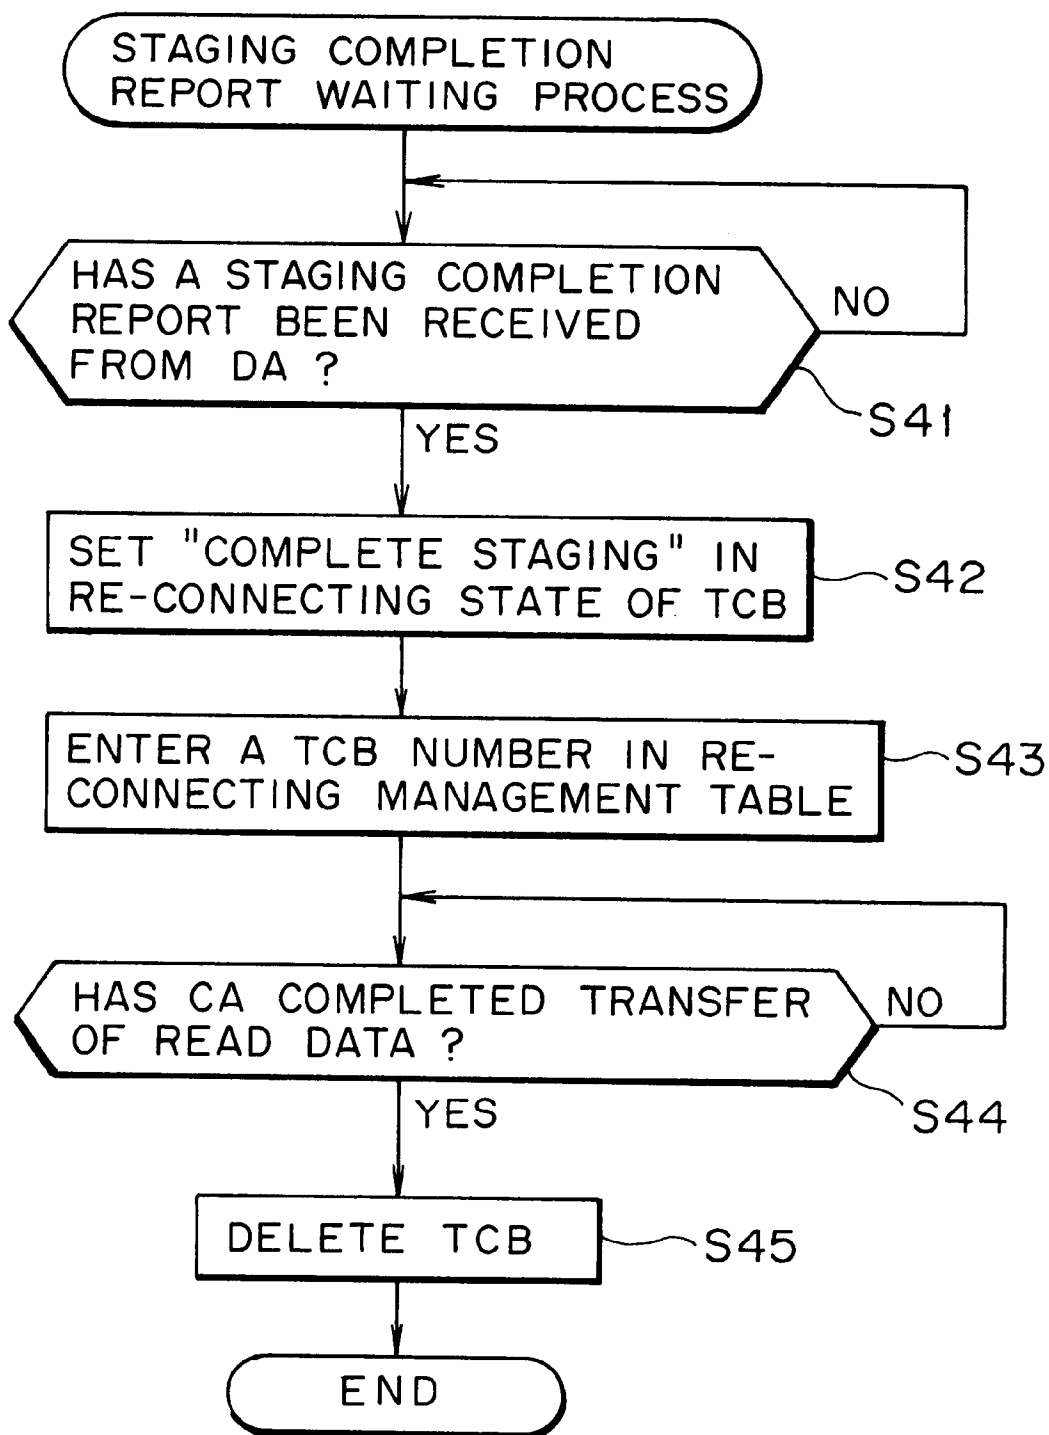 STAGING COMPLETION
REPORT WAITING PROCESS
HAS A STAGING COMPLETION
REPORT BEEN RECEIVED
FROM DA ?
NO
S41
YES
SET "COMPLETE STAGING" IN
RE-CONNECTING STATE OF TCB
S42
ENTER A TCB NUMBER IN RE-
CONNECTING MANAGEMENT TABLE
S43
HAS CA COMPLETED TRANSFER
OF READ DATA ?
NO
S44
YES
DELETE TCB
S45
END